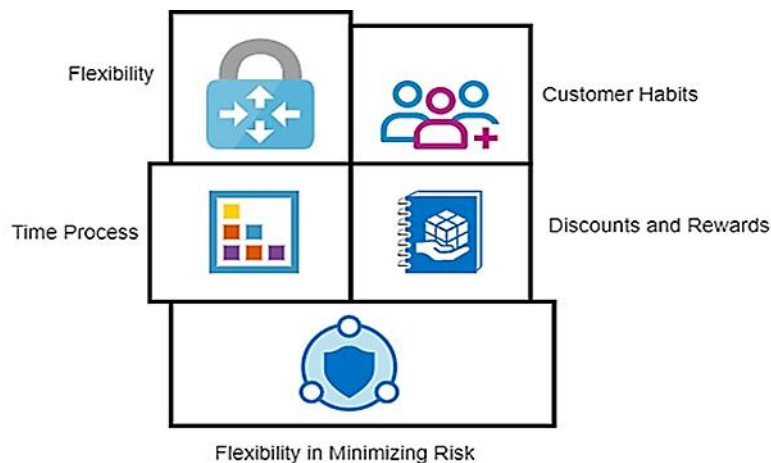 Flexibility
Customer Habits
Time Process
Discounts and Rewards
Flexibility in Minimizing Risk